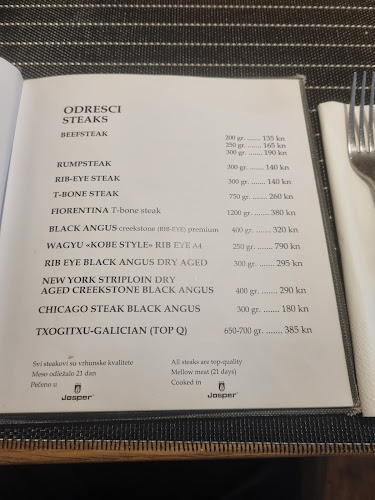 ODRESCI
STEAKS
BEEFSTEAK 200 gr. ....... 135 kn
250 gr. ....... 165 kn
300 gr. ....... 190 kn
RUMPSTEAK 300 gr. ....... 140 kn
RIB-EYE STEAK 300 gr. ....... 140 kn
T-BONE STEAK 750 gr. ....... 260 kn
FIORENTINA T-bone steak 1200 gr. ....... 380 kn
BLACK ANGUS creekstone (RIB-EYE) premium 400 gr. ....... 320 kn
WAGYU «KOBE STYLE» RIB EYE A4 250 gr. ....... 790 kn
RIB EYE BLACK ANGUS DRY AGED 300 gr. ....... 295 kn
NEW YORK STRIPLOIN DRY
AGED CREEKSTONE BLACK ANGUS 400 gr. ....... 290 kn
CHICAGO STEAK BLACK ANGUS 300 gr. ....... 180 kn
TXOGITXU-GALICIAN (TOP Q) 650-700 gr. ....... 385 kn
Svi steakovi su vrhunske kvalitete
Meso odležalo 21 dan
Pečeno u
Josper
All steaks are top-quality
Mellow meat (21 days)
Cooked in
Josper